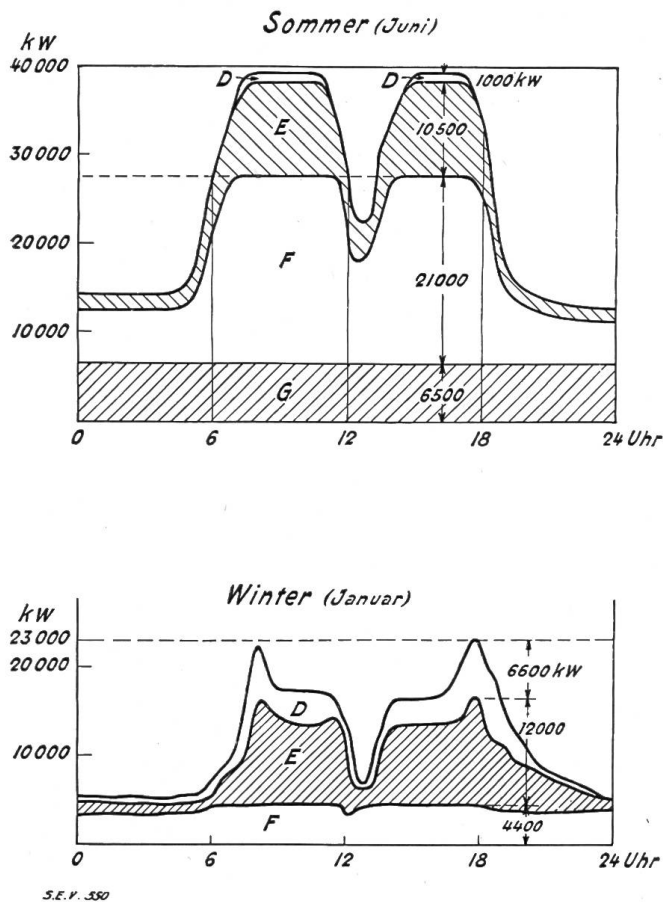 Sommer (Juni)
kW
40 000
D
D
1000 kW
E
10 500
30 000
20 000
F
21000
10 000
G
6500
0 6 12 18 24 Uhr
Winter (Januar)
kW
23 000
20 000
6600 kW
D
12000
10 000
E
F
4400
0 6 12 18 24 Uhr
S.E.V. 550